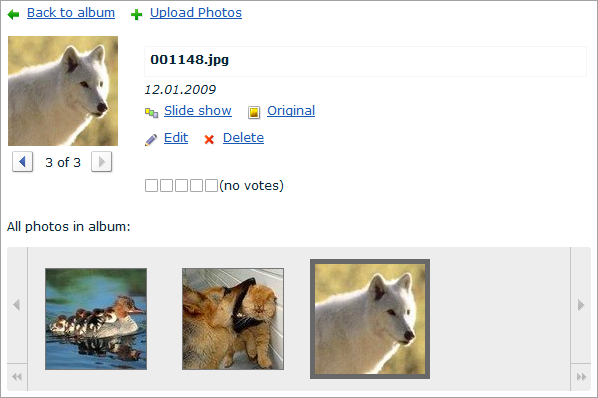 Back to album Upload Photos
001148.jpg
12.01.2009
Slide show Original
Edit Delete
3 of 3
(no votes)
All photos in album: